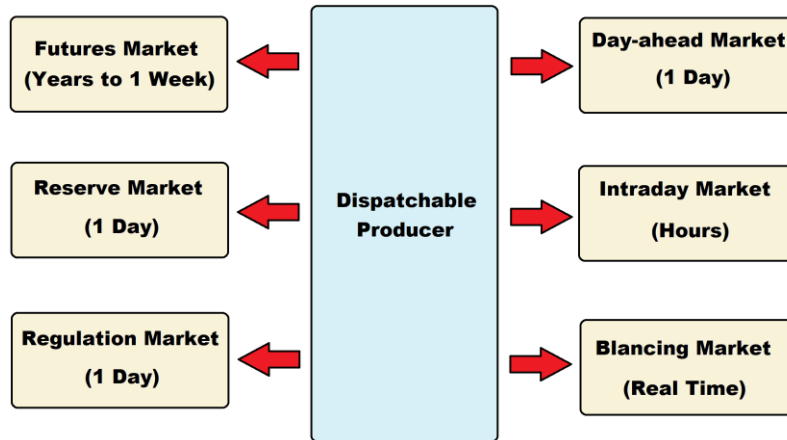 Futures Market
(Years to 1 Week)
Reserve Market
(1 Day)
Regulation Market
(1 Day)
Dispatchable
Producer
Day-ahead Market
(1 Day)
Intraday Market
(Hours)
Blancing Market
(Real Time)